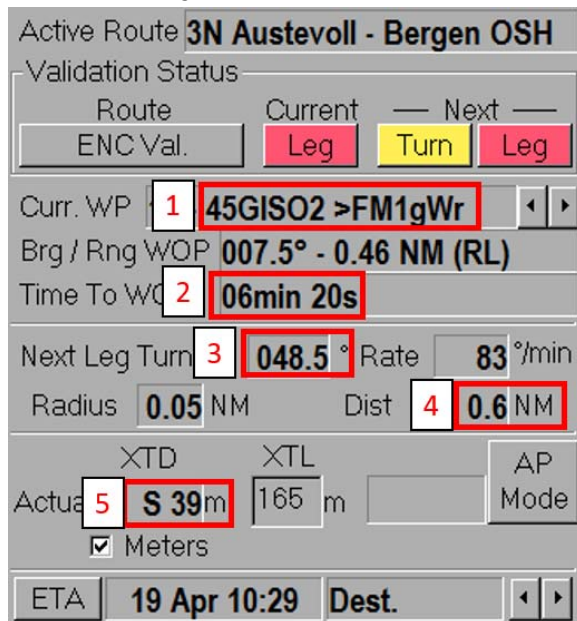 Active Route 3N Austevoll - Bergen OSH
Validation Status
Route Current — Next —
ENC Val. Leg Turn Leg
Curr. WP 1 45GISO2 >FM1gWr
Brg / Rng WOP 007.5° - 0.46 NM (RL)
Time To WO 2 06min 20s
Next Leg Turn 3 048.5 ° Rate 83 °/min
Radius 0.05 NM Dist 4 0.6 NM
XTD XTL AP
Actua 5 S 39 m 165 m Mode
Meters
ETA 19 Apr 10:29 Dest.